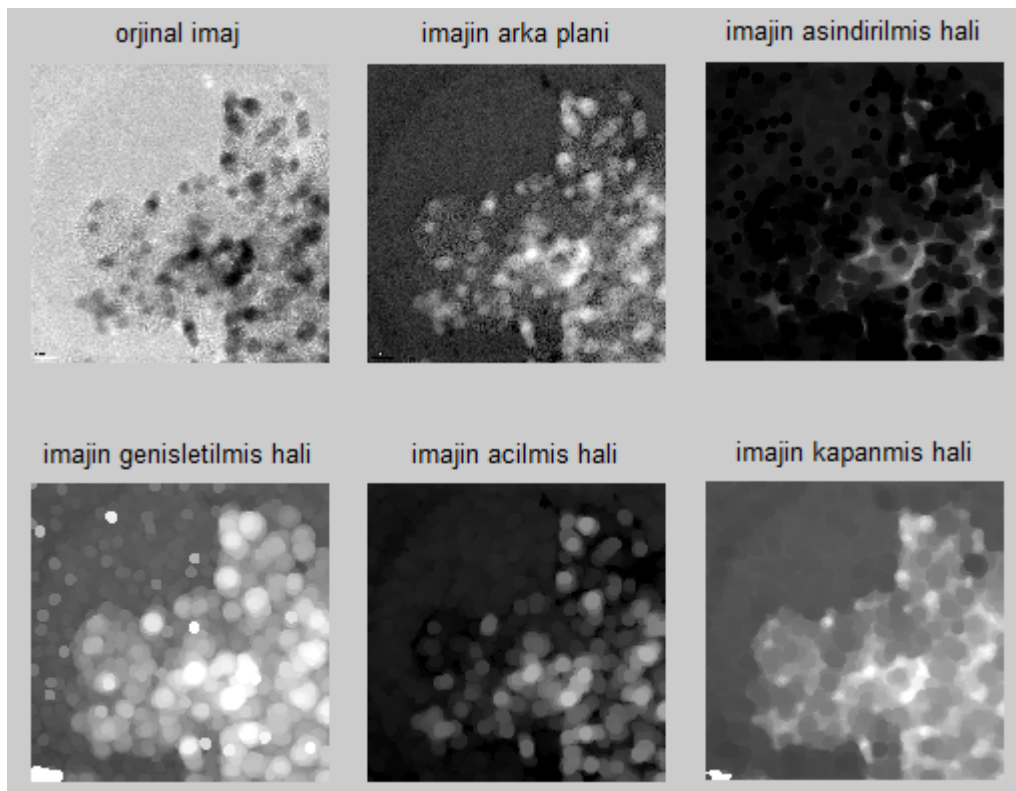 orjinal imaj
imajin arka plani
imajin asindirilmis hali
imajin genisletilmis hali
imajin acilmis hali
imajin kapanmis hali